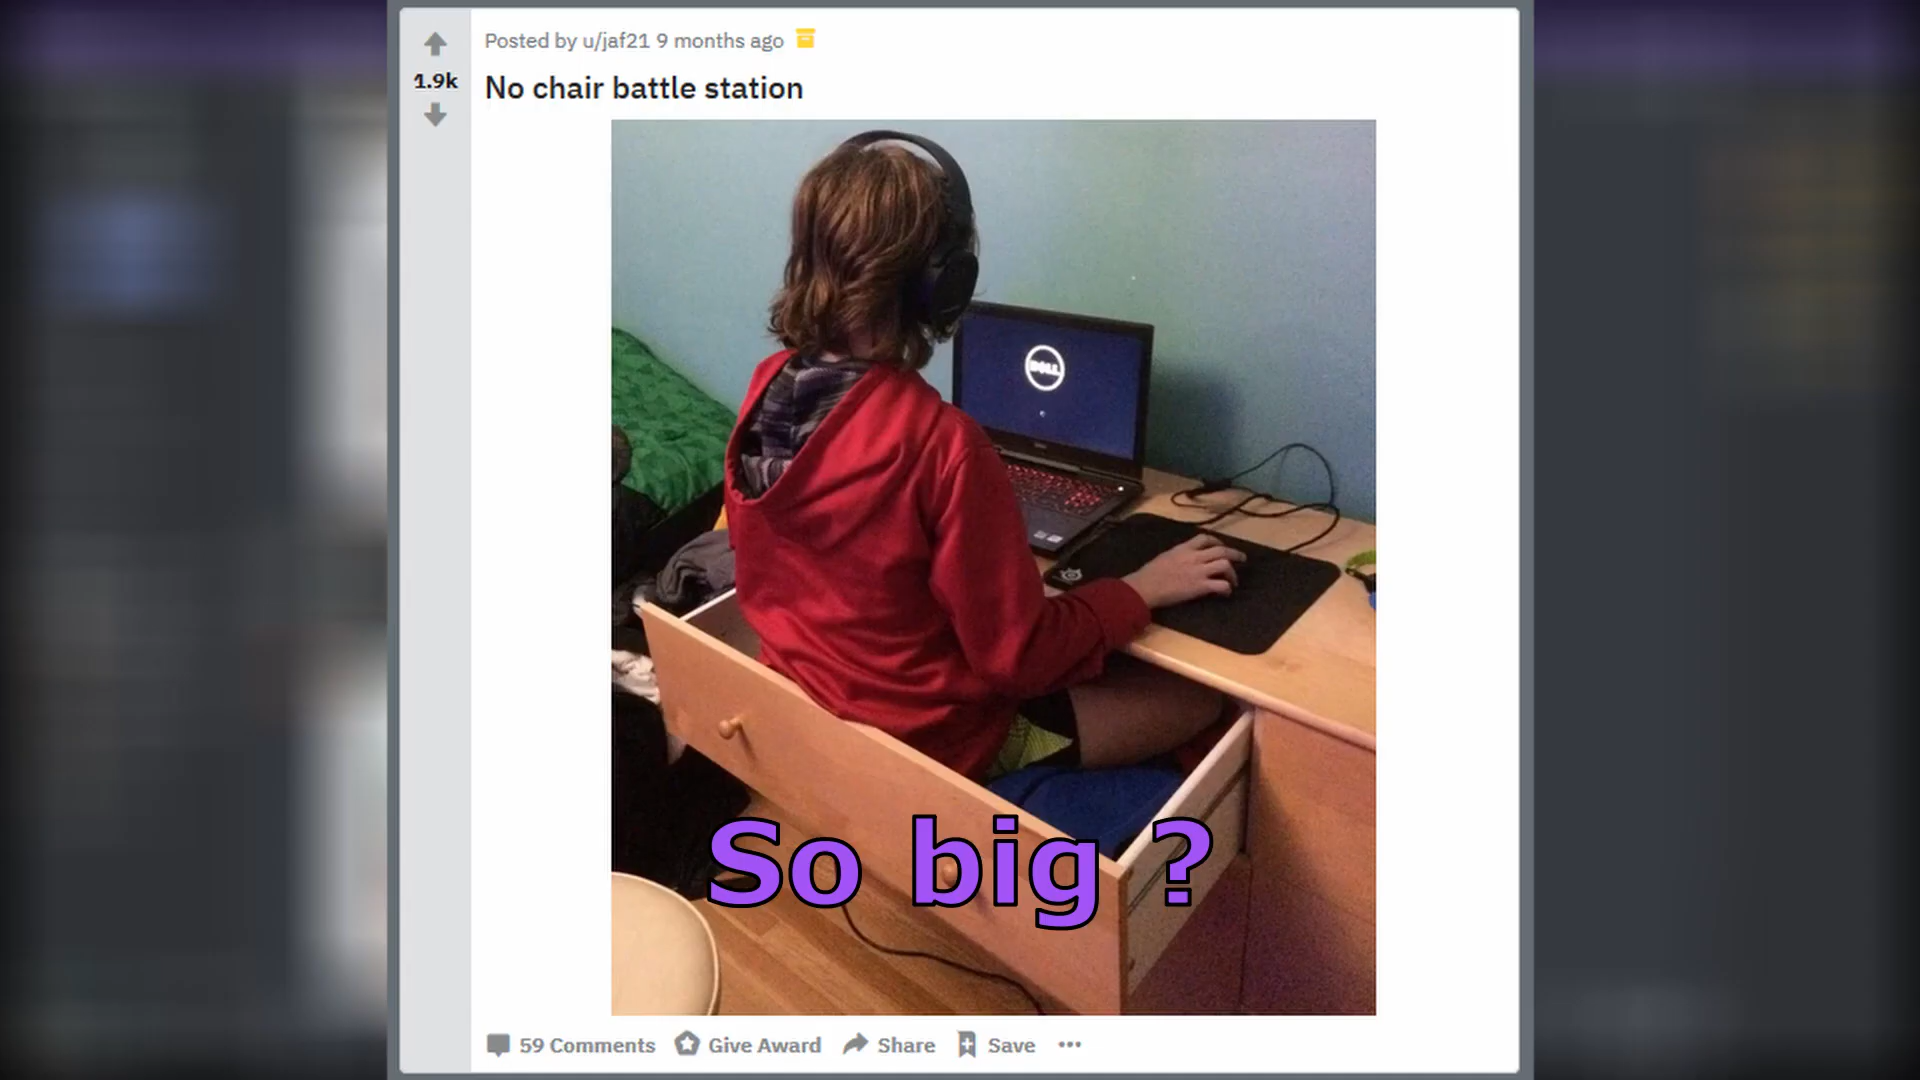 Posted by u/jaf21 9 months ago
1.9k
No chair battle station
DELL
So big ?
59 Comments
Give Award
Share
Save